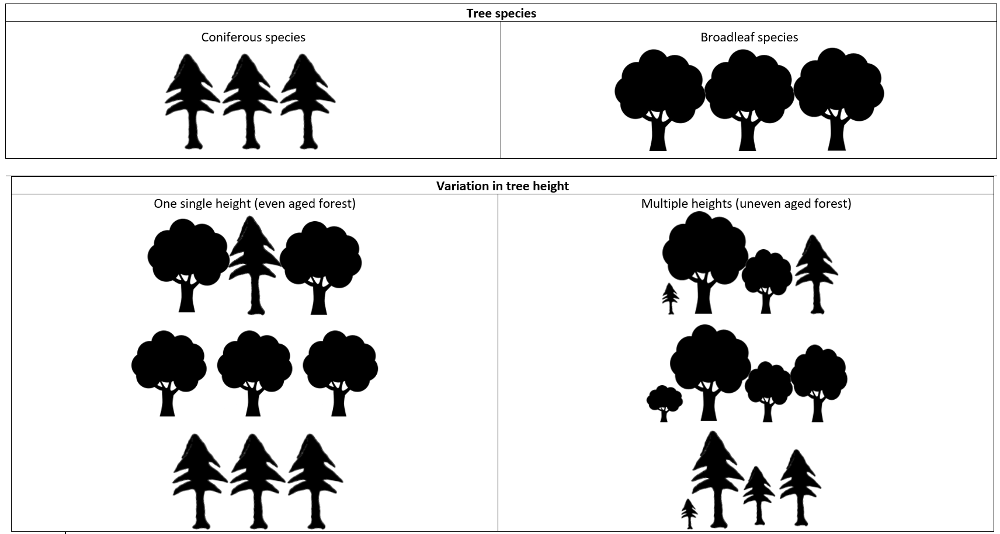 Tree species
Coniferous species
Broadleaf species
Variation in tree height
One single height (even aged forest)
Multiple heights (uneven aged forest)